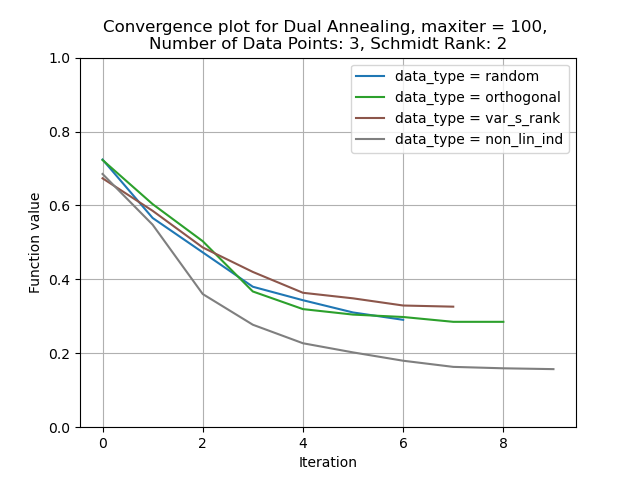 Convergence plot for Dual Annealing, maxiter = 100,
Number of Data Points: 3, Schmidt Rank: 2
data_type = random
data_type = orthogonal
data_type = var_s_rank
data_type = non_lin_ind
Function value
1.0
0.8
0.6
0.4
0.2
0.0
0 2 4 6 8
Iteration